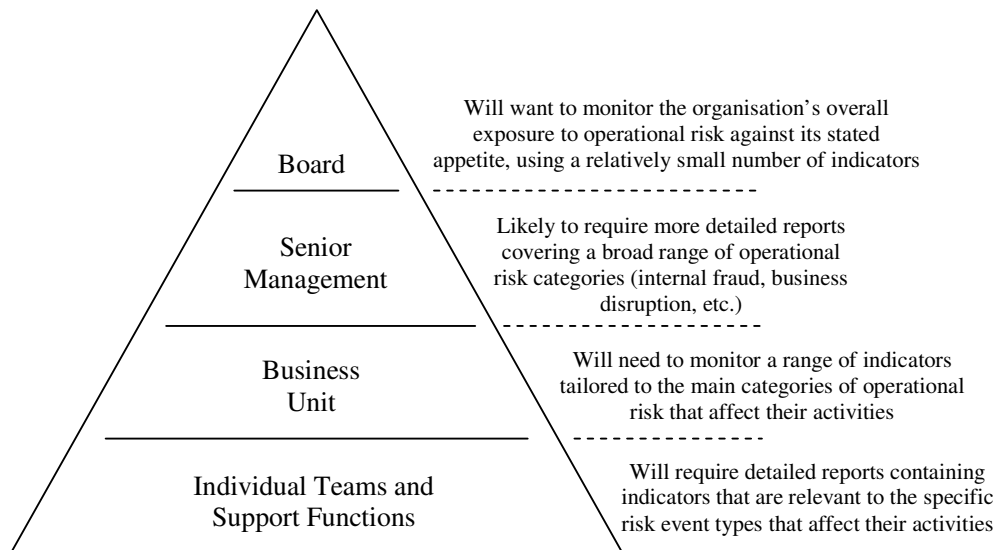 Will want to monitor the organisation's overall
exposure to operational risk against its stated
appetite, using a relatively small number of indicators
Board
Likely to require more detailed reports
covering a broad range of operational
risk categories (internal fraud, business
disruption, etc.)
Senior
Management
Will need to monitor a range of indicators
tailored to the main categories of operational
risk that affect their activities
Business
Unit
Will require detailed reports containing
indicators that are relevant to the specific
risk event types that affect their activities
Individual Teams and
Support Functions